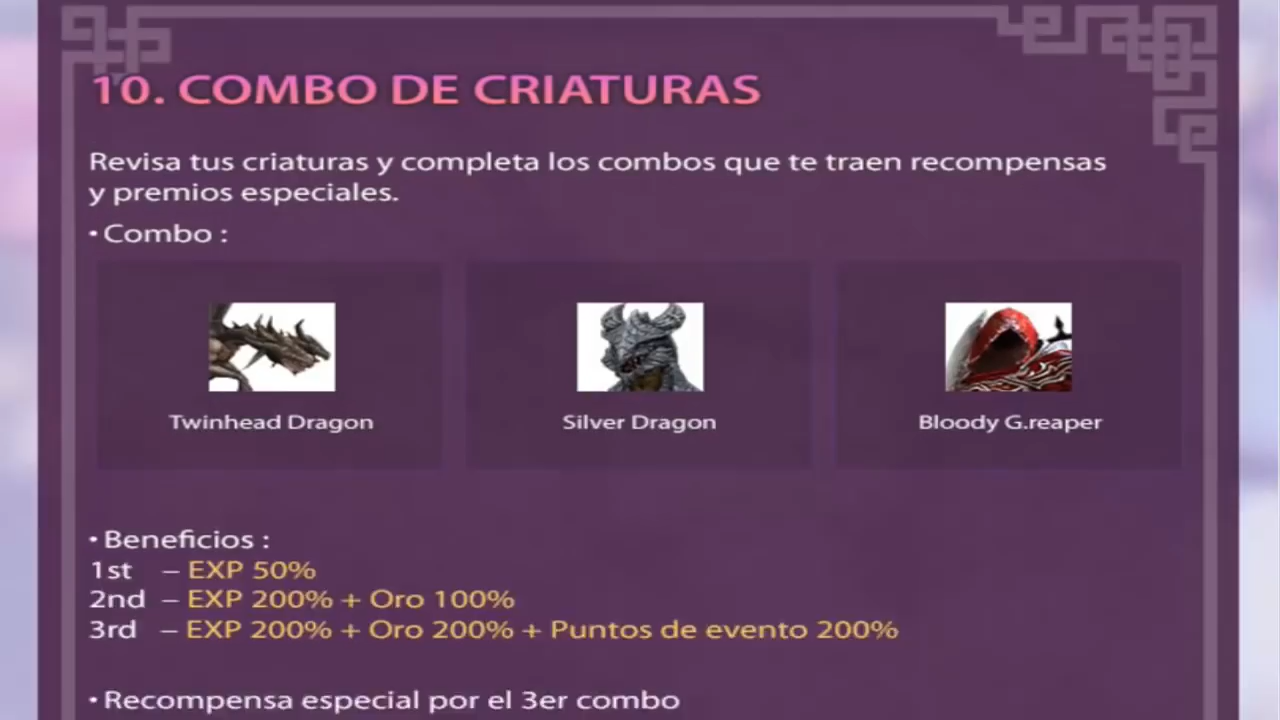 10. COMBO DE CRIATURAS
Revisa tus criaturas y completa los combos que te traen recompensas
y premios especiales.
• Combo :
Twinhead Dragon
Silver Dragon
Bloody G.reaper
• Beneficios :
1st – EXP 50%
2nd – EXP 200% + Oro 100%
3rd – EXP 200% + Oro 200% + Puntos de evento 200%
• Recompensa especial por el 3er combo